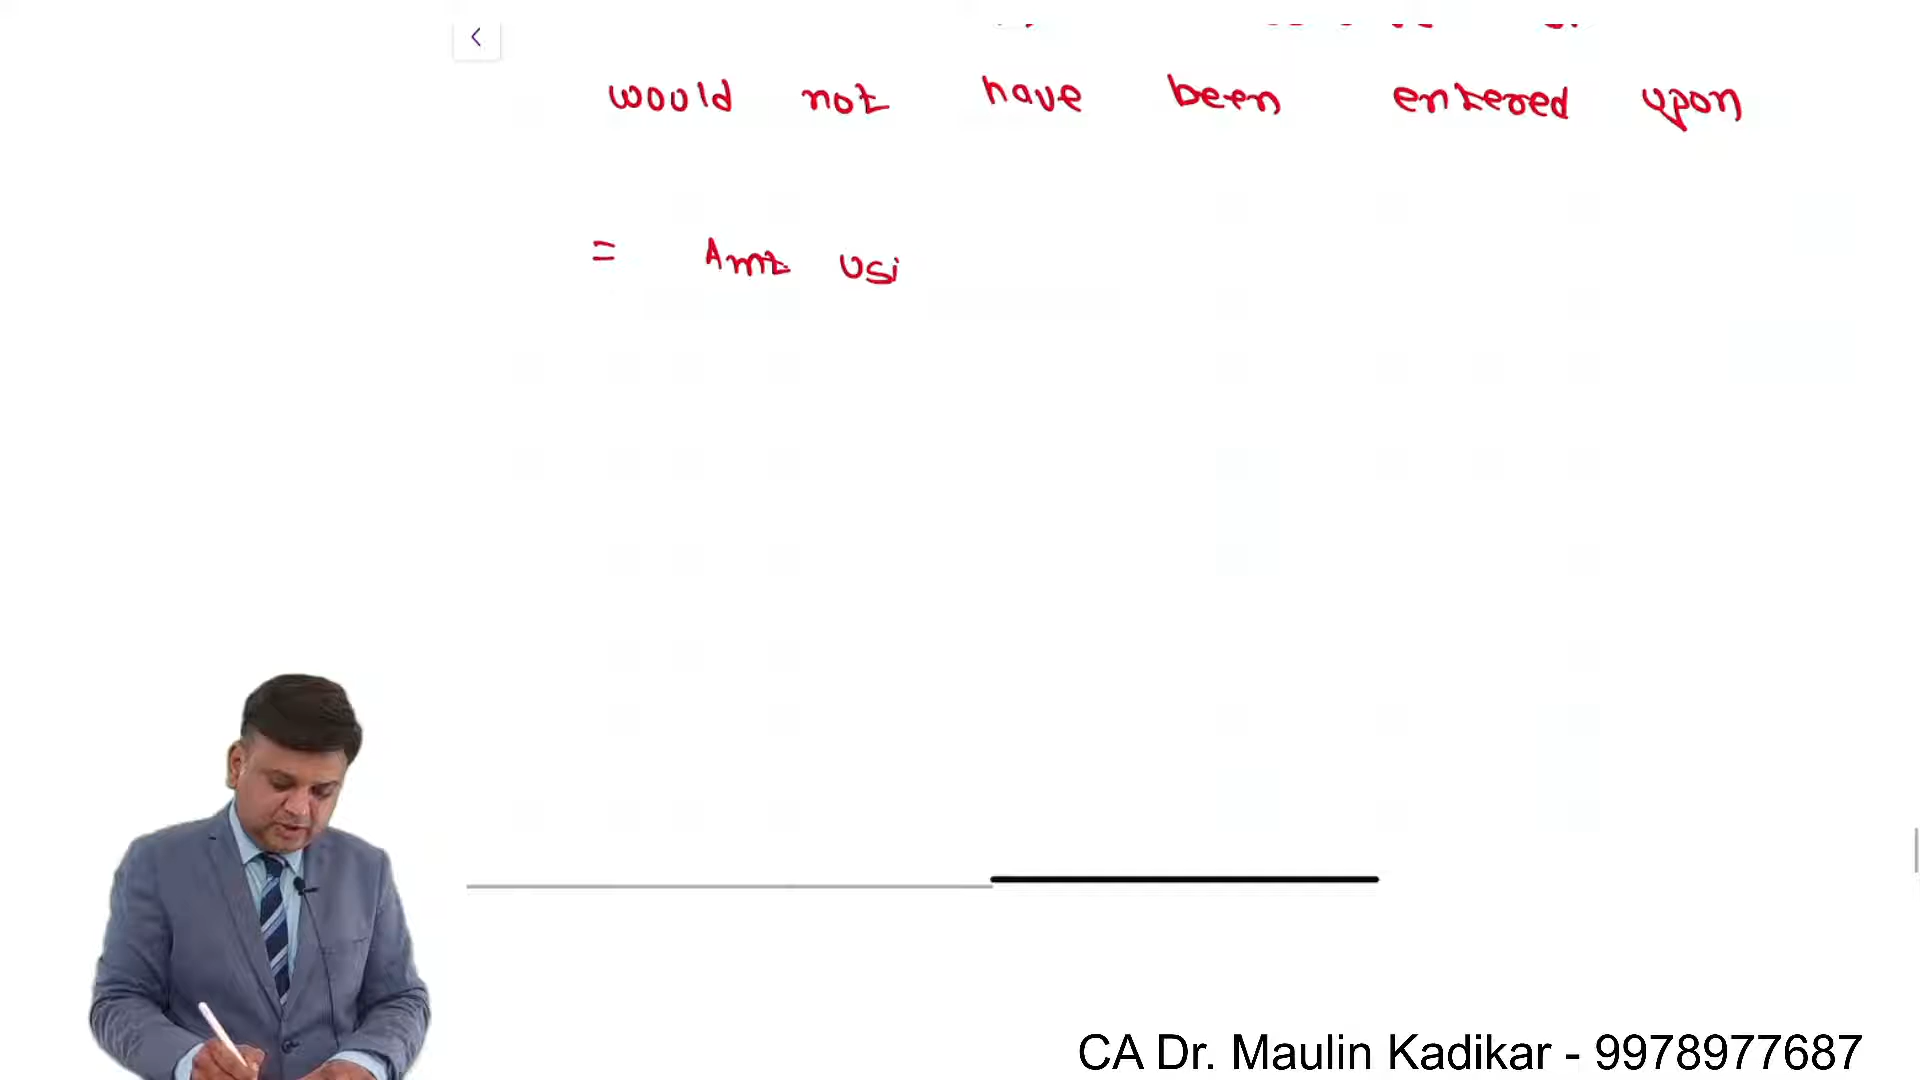 would not have been entered upon
= Amt usi
CA Dr. Maulin Kadikar - 9978977687